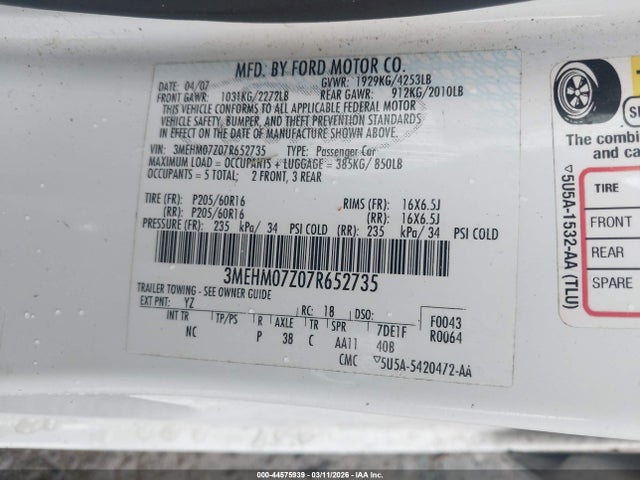 MFD. BY FORD MOTOR CO.
DATE: 04/07 GVWR: 1929KG/4253LB
FRONT GAWR: 1031KG/2272LB REAR GAWR: 912KG/2010LB
THIS VEHICLE CONFORMS TO ALL APPLICABLE FEDERAL MOTOR
VEHICLE SAFETY, BUMPER, AND THEFT PREVENTION STANDARDS
IN EFFECT ON THE DATE OF MANUFACTURE SHOWN ABOVE.
VIN: 3MEHM07Z07R652735 TYPE: Passenger Car
MAXIMUM LOAD = OCCUPANTS + LUGGAGE = 385KG/850LB
OCCUPANTS = 5 TOTAL; 2 FRONT, 3 REAR
TIRE (FR): P205/60R16 RIMS (FR): 16X6.5J
(RR): P205/60R16 (RR): 16X6.5J
PRESSURE (FR): 235 kPa/ 34 PSI COLD (RR): 235 kPa/ 34 PSI COLD
3MEHM07Z07R652735
TRAILER TOWING - SEE OWNER GUIDE
EXT PNT: YZ RC: 18 DSO: F0043
INT TR TP/PS R AXLE TR SPR 7DE1F R0064
NC P 38 C AA11 40B
CMC ▽5U5A-5420472-AA
The combin
and ca
▽5U5A-1532-AA (TLU)
TIRE
FRONT
REAR
SPARE
000-44575939 - 03/11/2026 - IAA, Inc.